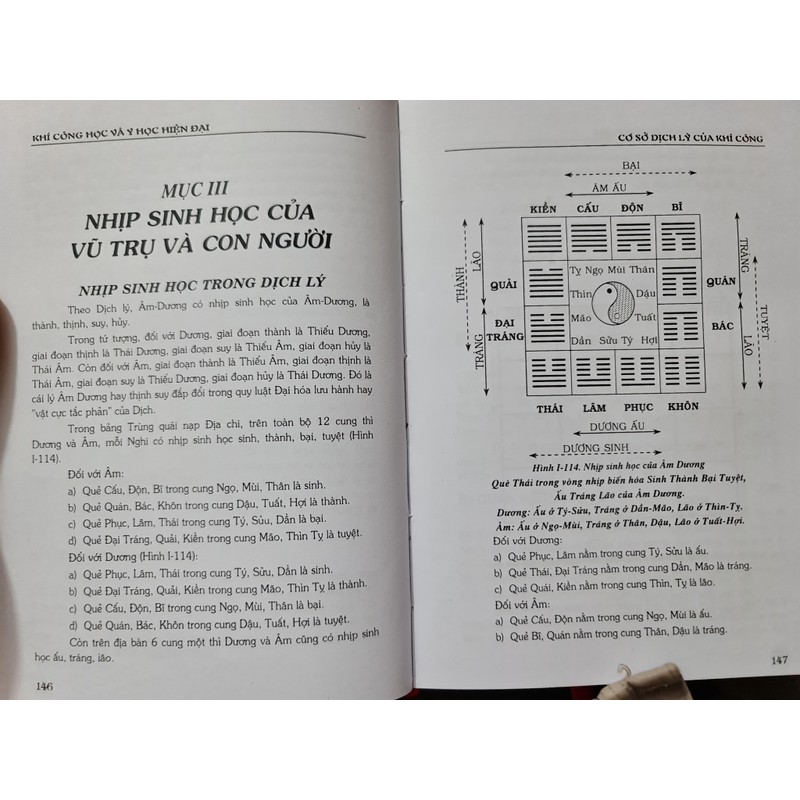 KHÍ CÔNG HỌC VÀ Y HỌC HIỆN ĐẠI
MỤC III
NHỊP SINH HỌC CỦA
VŨ TRỤ VÀ CON NGƯỜI
NHỊP SINH HỌC TRONG DỊCH LÝ
Theo Dịch lý, Âm-Dương có nhịp sinh học của Âm-Dương, là
thành, thịnh, suy, hủy.
Trong tứ tượng, đối với Dương, giai đoạn thành là Thiếu Dương,
giai đoạn thịnh là Thái Dương, giai đoạn suy là Thiếu Âm, giai đoạn hủy là
Thái Âm. Còn đối với Âm, giai đoạn thành là Thiếu Âm, giai đoạn thịnh là
Thái Âm, giai đoạn suy là Thiếu Dương, giai đoạn hủy là Thái Dương. Đó là
cái lý Âm Dương hay thịnh suy đắp đổi trong quy luật Đại hóa lưu hành hay
"vật cực tắc phản" của Dịch.
Trong bảng Trùng quái nạp Địa chi, trên toàn bộ 12 cung thì
Dương và Âm, mỗi Nghi có nhịp sinh học sinh, thành, bại, tuyệt (Hình
I-114).
Đối với Âm:
a) Quẻ Cấu, Độn, Bĩ trong cung Ngọ, Mùi, Thân là sinh.
b) Quẻ Quán, Bác, Khôn trong cung Dậu, Tuất, Hợi là thành.
c) Quẻ Phục, Lâm, Thái trong cung Tý, Sửu, Dần là bại.
d) Quẻ Đại Tráng, Quải, Kiền trong cung Mão, Thìn Tỵ là tuyệt.
Đối với Dương (Hình I-114):
a) Quẻ Phục, Lâm, Thái trong cung Tý, Sửu, Dần là sinh.
b) Quẻ Đại Tráng, Quải, Kiền trong cung Mão, Thìn Tỵ là thành.
c) Quẻ Cấu, Độn, Bĩ trong cung Ngọ, Mùi, Thân là bại.
d) Quẻ Quán, Bác, Khôn trong cung Dậu, Tuất, Hợi là tuyệt.
Còn trên địa bàn 6 cung một thì Dương và Âm cũng có nhịp sinh
học ấu, tráng, lão.
146
CƠ SỞ DỊCH LÝ CỦA KHÍ CÔNG
BẠI
ÂM ẤU
KIỀN CẤU ĐỘN BĨ
THÀNH
LÃO
QUẢI
Tỵ Ngọ Mùi Thân
QUÁN
TRÁNG
Thìn Dậu
ĐẠI
TRÁNG
Mão Tuất
BÁC
TRÁNG
LÃO
TUYỆT
Dần Sửu Tý Hợi
THÁI LÂM PHỤC KHÔN
DƯƠNG ẤU
DƯƠNG SINH
Hình I-114. Nhịp sinh học của Âm Dương
Quẻ Thái trong vòng nhịp biến hóa Sinh Thành Bại Tuyệt,
Ấu Tráng Lão của Âm Dương.
Dương: Ấu ở Tý-Sửu, Tráng ở Dần-Mão, Lão ở Thìn-Tỵ.
Âm: Ấu ở Ngọ-Mùi, Tráng ở Thân, Dậu, Lão ở Tuất-Hợi.
Đối với Dương:
a) Quẻ Phục, Lâm nằm trong cung Tý, Sửu là ấu.
b) Quẻ Thái, Đại Tráng nằm trong cung Dần, Mão là tráng.
c) Quẻ Quái, Kiền nằm trong cung Thìn, Tỵ là lão.
Đối với Âm:
a) Quẻ Cấu, Độn nằm trong cung Ngọ, Mùi là ấu.
b) Quẻ Bĩ, Quán nằm trong cung Thân, Dậu là tráng.
147